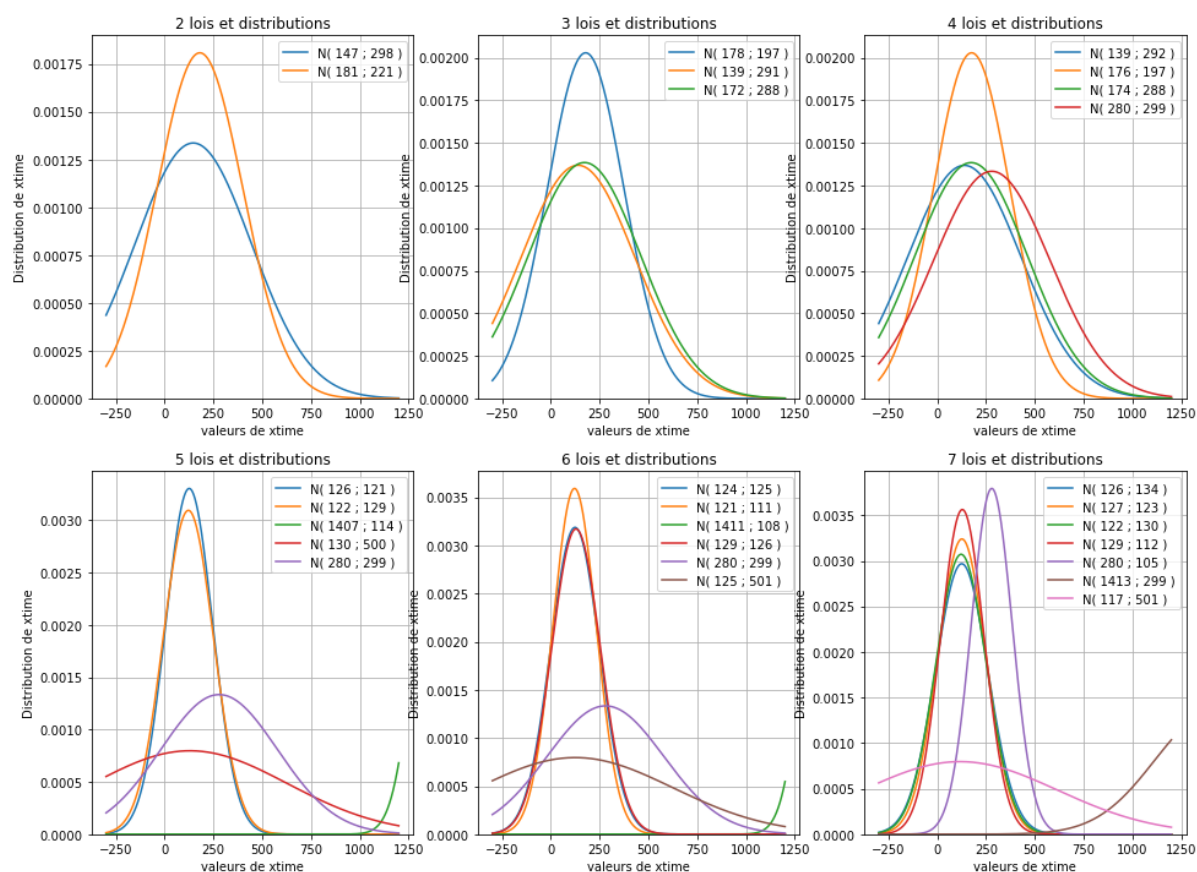 2 lois et distributions
N( 147 ; 298 )
N( 181 ; 221 )
0.00175
0.00150
0.00125
0.00100
0.00075
0.00050
0.00025
0.00000
Distribution de xtime
−250 0 250 500 750 1000 1250
valeurs de xtime
3 lois et distributions
N( 178 ; 197 )
N( 139 ; 291 )
N( 172 ; 288 )
0.00200
0.00175
0.00150
0.00125
0.00100
0.00075
0.00050
0.00025
0.00000
Distribution de xtime
−250 0 250 500 750 1000 1250
valeurs de xtime
4 lois et distributions
N( 139 ; 292 )
N( 176 ; 197 )
N( 174 ; 288 )
N( 280 ; 299 )
0.00200
0.00175
0.00150
0.00125
0.00100
0.00075
0.00050
0.00025
0.00000
Distribution de xtime
−250 0 250 500 750 1000 1250
valeurs de xtime
5 lois et distributions
N( 126 ; 121 )
N( 122 ; 129 )
N( 1407 ; 114 )
N( 130 ; 500 )
N( 280 ; 299 )
0.0030
0.0025
0.0020
0.0015
0.0010
0.0005
0.0000
Distribution de xtime
−250 0 250 500 750 1000 1250
valeurs de xtime
6 lois et distributions
N( 124 ; 125 )
N( 121 ; 111 )
N( 1411 ; 108 )
N( 129 ; 126 )
N( 280 ; 299 )
N( 125 ; 501 )
0.0035
0.0030
0.0025
0.0020
0.0015
0.0010
0.0005
0.0000
Distribution de xtime
−250 0 250 500 750 1000 1250
valeurs de xtime
7 lois et distributions
N( 126 ; 134 )
N( 127 ; 123 )
N( 122 ; 130 )
N( 129 ; 112 )
N( 280 ; 105 )
N( 1413 ; 299 )
N( 117 ; 501 )
0.0035
0.0030
0.0025
0.0020
0.0015
0.0010
0.0005
0.0000
Distribution de xtime
−250 0 250 500 750 1000 1250
valeurs de xtime